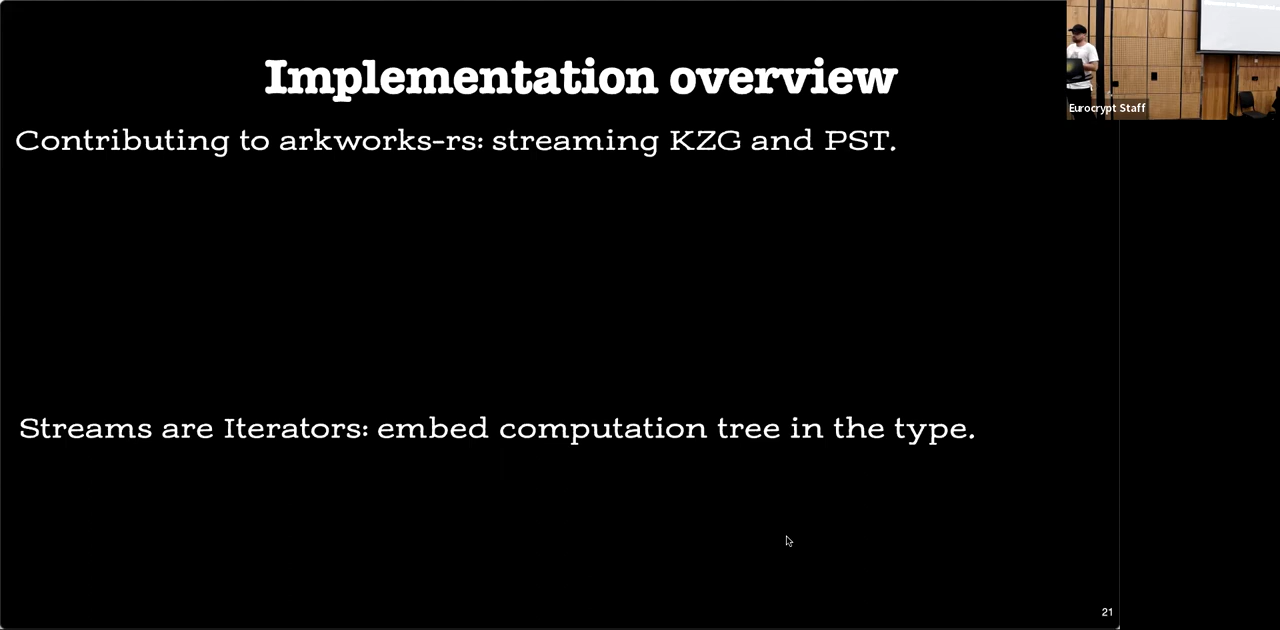 Implementation overview
Contributing to arkworks-rs: streaming KZG and PST.
Streams are Iterators: embed computation tree in the type.
21
Eurocrypt Staff